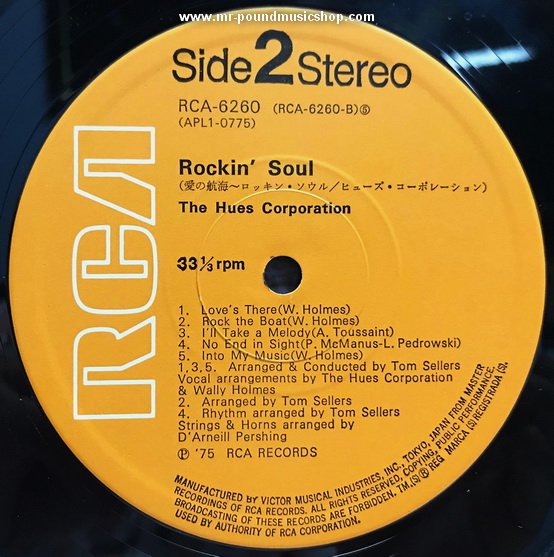 www.mr-poundmusicshop.com
Side 2 Stereo
RCA-6260 (RCA-6260-B)⑤
(APL1-0775)
Rockin' Soul
(愛の航海〜ロッキン・ソウル/ヒューズ・コーポレーション)
The Hues Corporation
33 1/3 rpm
RCA
1. Love's There(W. Holmes)
2. Rock the Boat(W. Holmes)
3. I'll Take a Melody(A. Toussaint)
4. No End in Sight(P. McManus-L. Pedrowski)
5. Into My Music(W. Holmes)
1,3,5. Arranged & Conducted by Tom Sellers
Vocal arrangements by The Hues Corporation
& Wally Holmes
2. Arranged by Tom Sellers
4. Rhythm arranged by Tom Sellers
Strings & Horns arranged by
D'Arneill Pershing
Ⓟ '75 RCA RECORDS
MANUFACTURED BY VICTOR MUSICAL INDUSTRIES, INC., TOKYO, JAPAN FROM MASTER
RECORDINGS OF RCA RECORDS. ALL RIGHTS RESERVED, COPYING, PUBLIC PERFORMANCE,
BROADCASTING OF THESE RECORDS ARE FORBIDDEN. TM.(S)® REG MARCA (S) REGISTRADA (S).
USED BY AUTHORITY OF RCA CORPORATION.